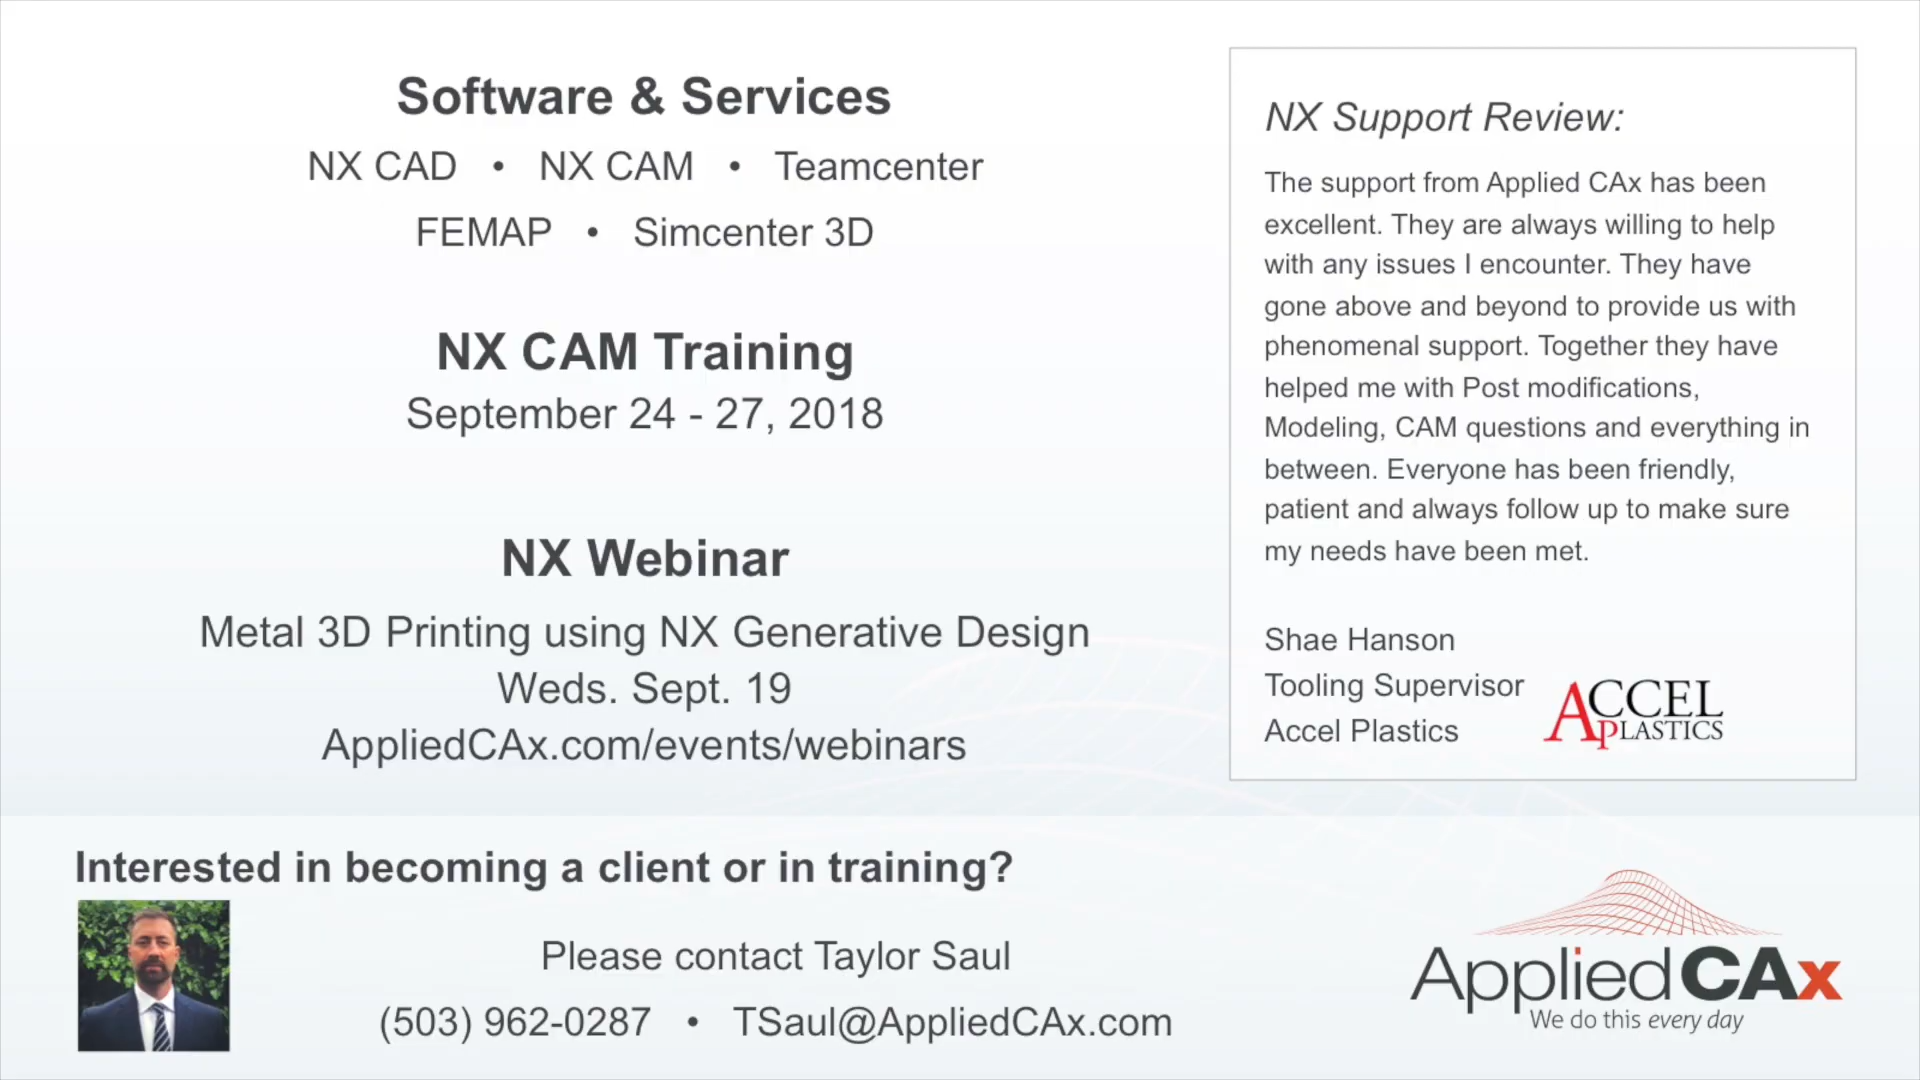 Software & Services
NX CAD • NX CAM • Teamcenter
FEMAP • Simcenter 3D
NX CAM Training
September 24 - 27, 2018
NX Webinar
Metal 3D Printing using NX Generative Design
Weds. Sept. 19
AppliedCAx.com/events/webinars
NX Support Review:
The support from Applied CAx has been
excellent. They are always willing to help
with any issues I encounter. They have
gone above and beyond to provide us with
phenomenal support. Together they have
helped me with Post modifications,
Modeling, CAM questions and everything in
between. Everyone has been friendly,
patient and always follow up to make sure
my needs have been met.
Shae Hanson
Tooling Supervisor
Accel Plastics
ACCEL
PLASTICS
Interested in becoming a client or in training?
Please contact Taylor Saul
(503) 962-0287 • TSaul@AppliedCAx.com
AppliedCAx
We do this every day